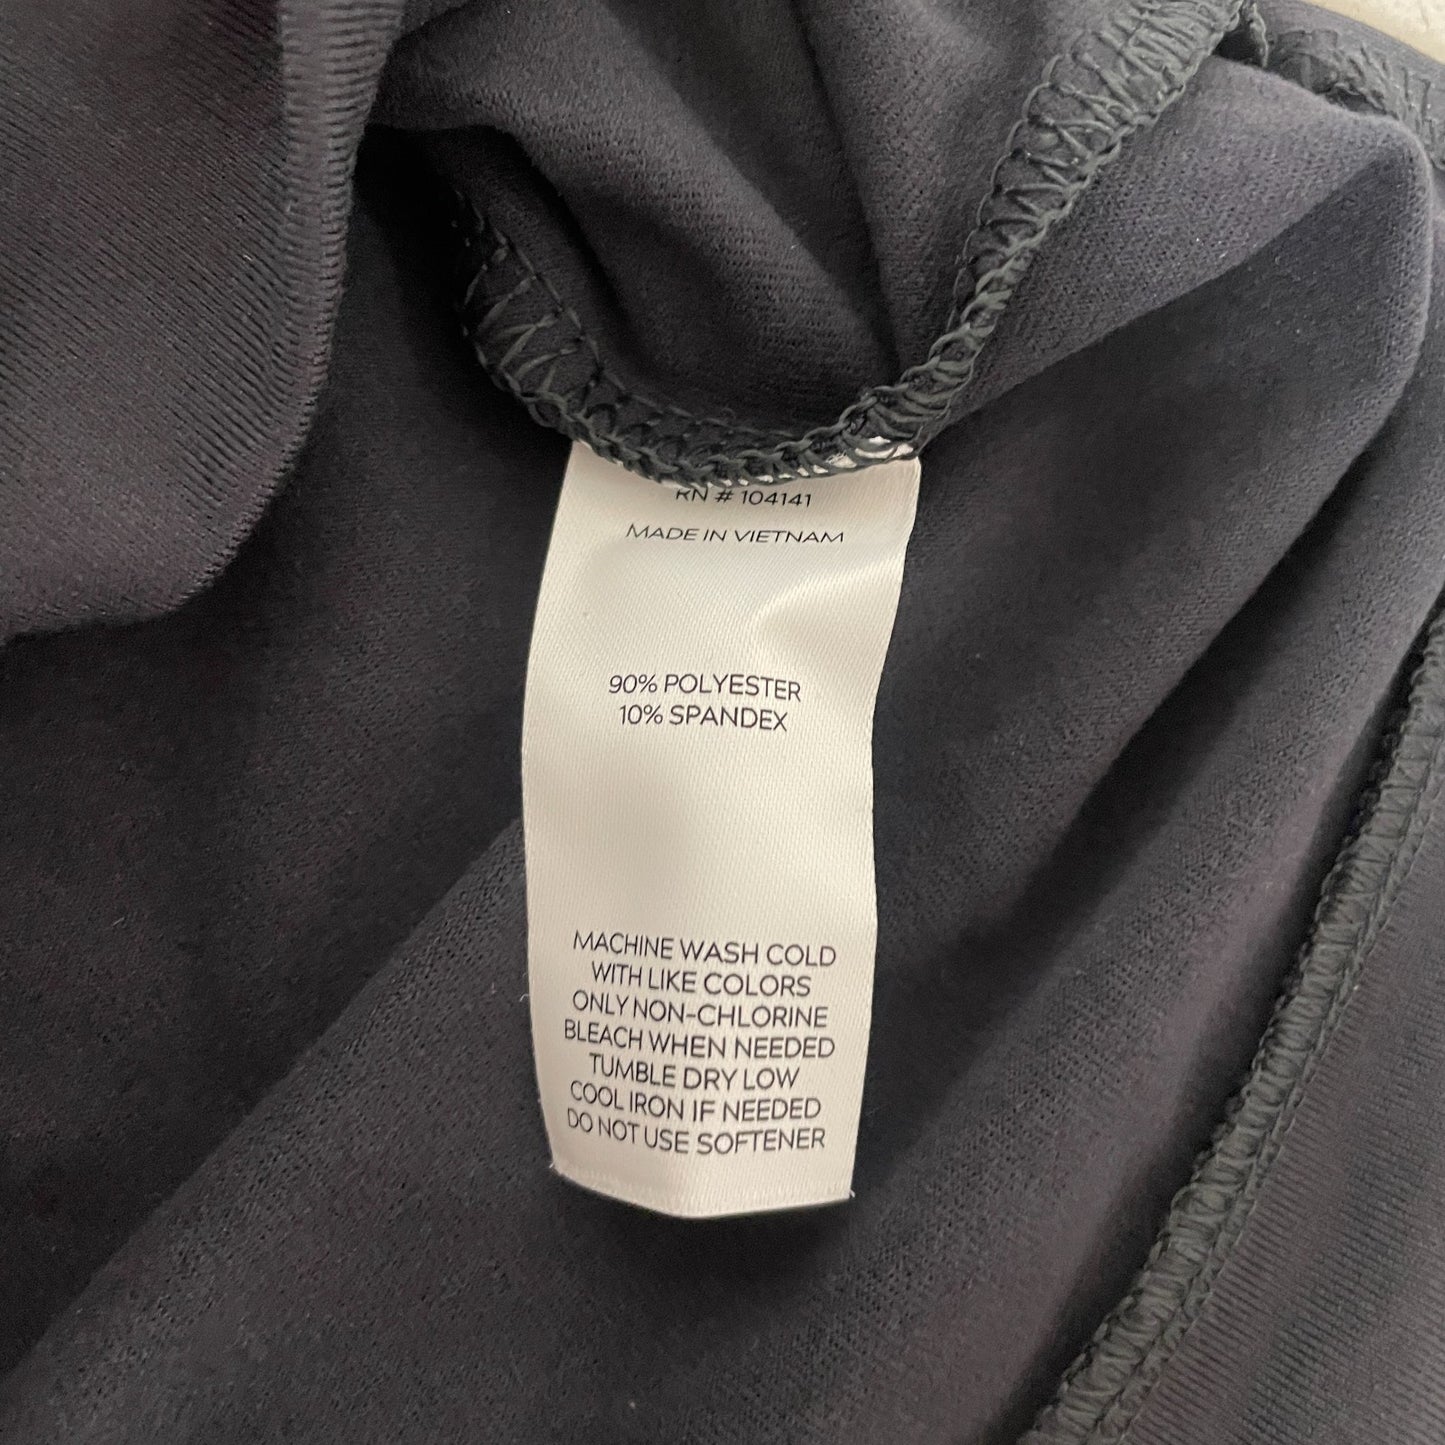 RN # 104141
MADE IN VIETNAM
90% POLYESTER
10% SPANDEX
MACHINE WASH COLD
WITH LIKE COLORS
ONLY NON-CHLORINE
BLEACH WHEN NEEDED
TUMBLE DRY LOW
COOL IRON IF NEEDED
DO NOT USE SOFTENER